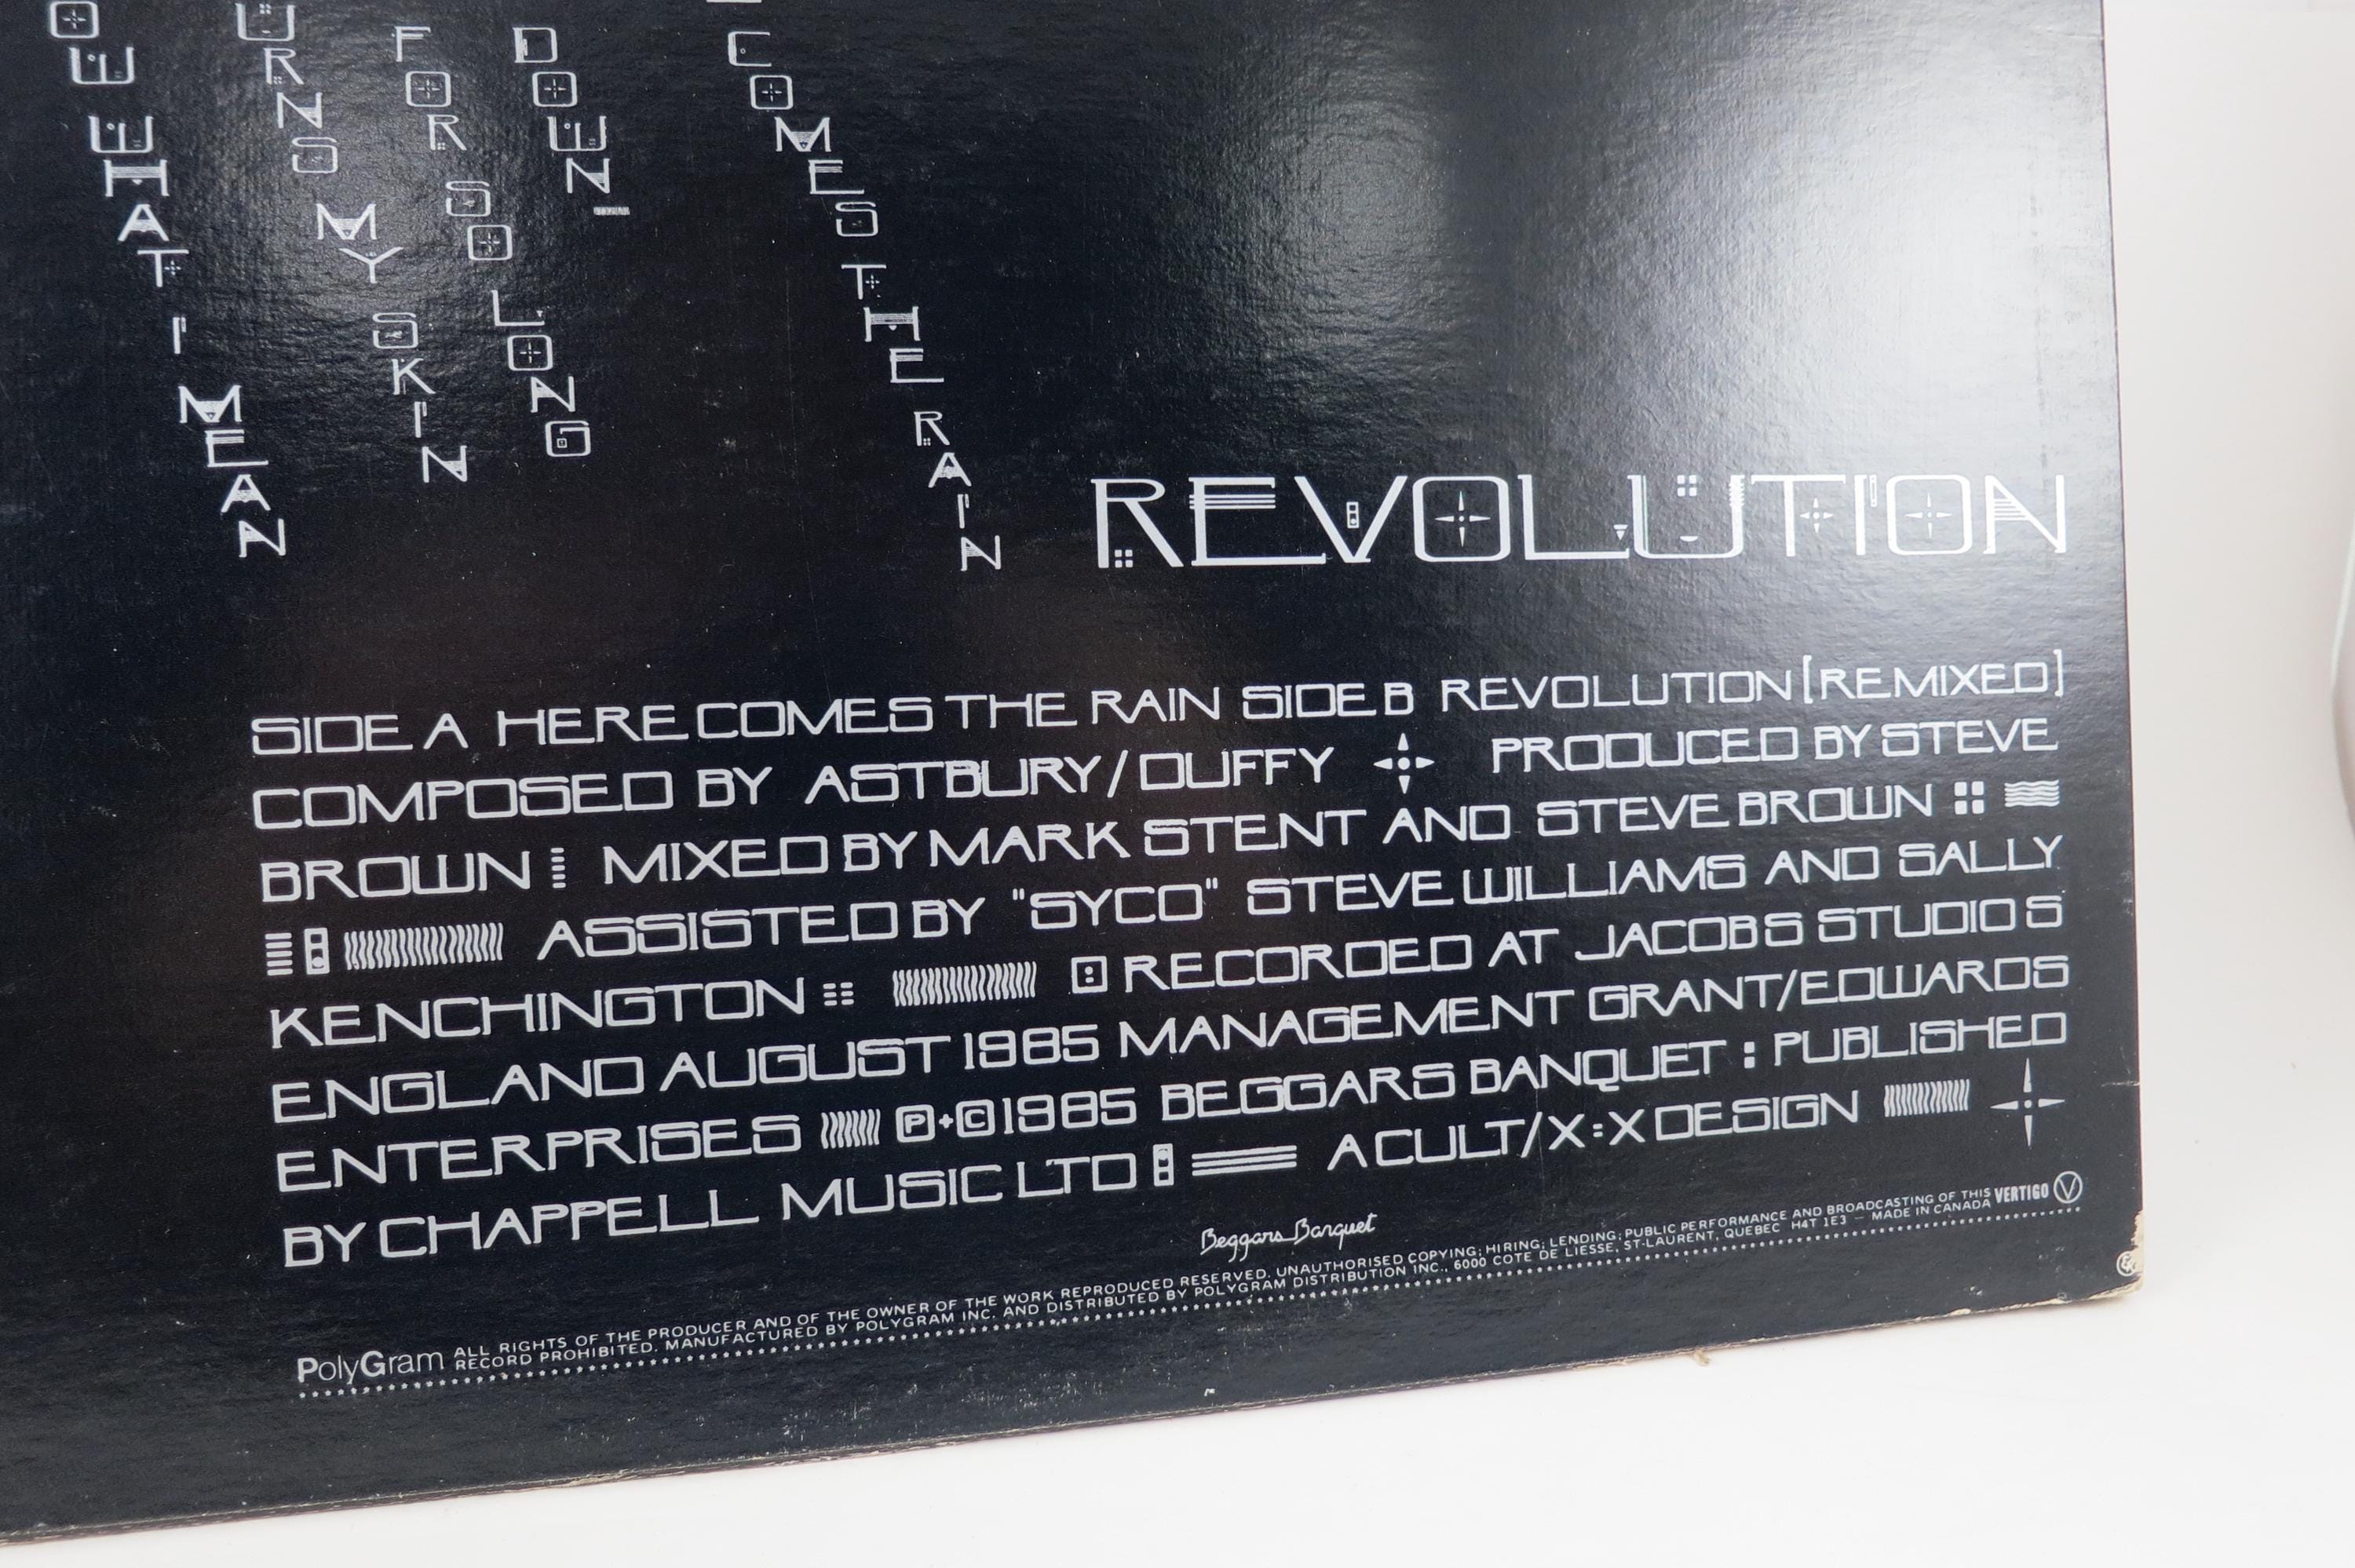 OE WHAT I MEAN
URNS MY SKIN
FOR SO LONG
DOWN
COMES THE RAIN
REVOLUTION
SIDE A HERE COMES THE RAIN SIDE B REVOLUTION [REMIXED]
COMPOSED BY ASTBURY/DUFFY PRODUCED BY STEVE
BROWN MIXED BY MARK STENT AND STEVE BROWN
ASSISTED BY "SYCO" STEVE WILLIAMS AND SALLY
KENCHINGTON RECORDED AT JACOBS STUDIOS
ENGLAND AUGUST 1985 MANAGEMENT GRANT/EDWARDS
ENTERPRISES P+C 1985 BEGGARS BANQUET : PUBLISHED
BY CHAPPELL MUSIC LTD A CULT/X:X DESIGN
Beggars Banquet
PolyGram ALL RIGHTS OF THE PRODUCER AND OF THE OWNER OF THE WORK REPRODUCED RESERVED. UNAUTHORISED COPYING; HIRING; LENDING; PUBLIC PERFORMANCE AND BROADCASTING OF THIS VERTIGO V
RECORD PROHIBITED. MANUFACTURED BY POLYGRAM INC. AND DISTRIBUTED BY POLYGRAM DISTRIBUTION INC., 6000 COTE DE LIESSE, ST-LAURENT, QUEBEC H4T 1E3 — MADE IN CANADA